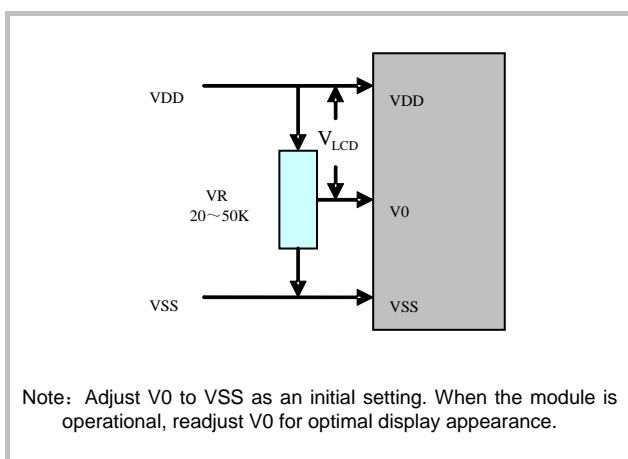 VDD
VDD
V_LCD
VR
20～50K
V0
VSS
VSS
Note：Adjust V0 to VSS as an initial setting. When the module is
operational, readjust V0 for optimal display appearance.